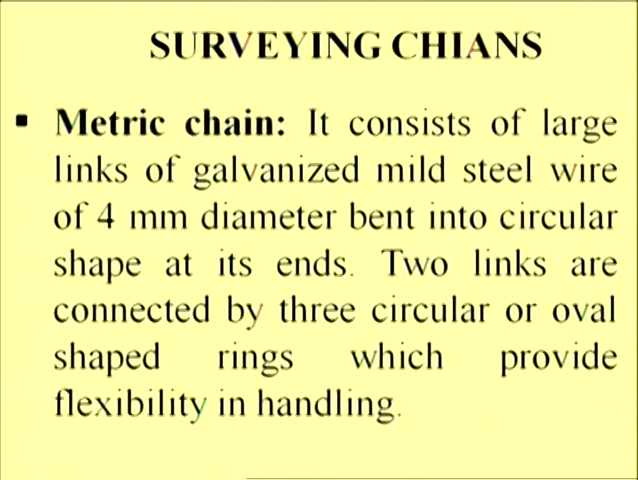 SURVEYING CHIANS
▪ Metric chain: It consists of large
links of galvanized mild steel wire
of 4 mm diameter bent into circular
shape at its ends. Two links are
connected by three circular or oval
shaped rings which provide
flexibility in handling.